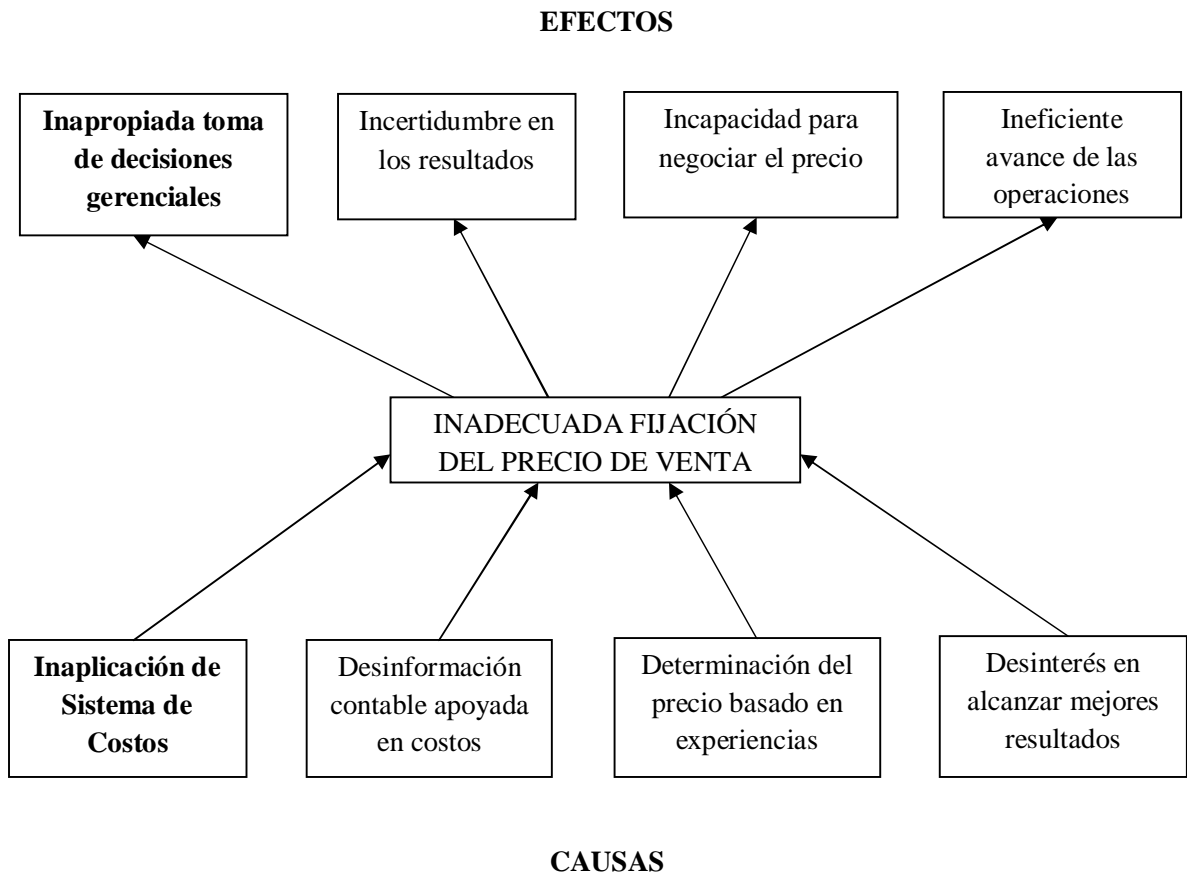 EFECTOS
Inapropiada toma
de decisiones
gerenciales
Incertidumbre en
los resultados
Incapacidad para
negociar el precio
Ineficiente
avance de las
operaciones
INADECUADA FIJACIÓN
DEL PRECIO DE VENTA
Inaplicación de
Sistema de
Costos
Desinformación
contable apoyada
en costos
Determinación del
precio basado en
experiencias
Desinterés en
alcanzar mejores
resultados
CAUSAS